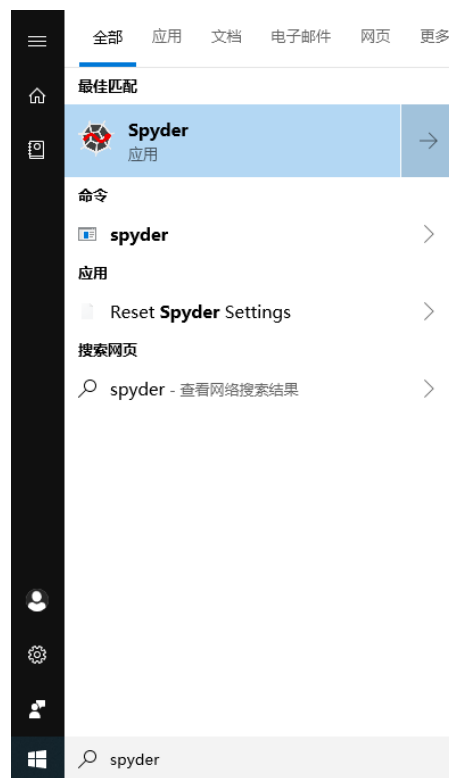 全部 应用 文档 电子邮件 网页 更多
最佳匹配
Spyder
应用
命令
spyder
应用
Reset Spyder Settings
搜索网页
spyder - 查看网络搜索结果
spyder